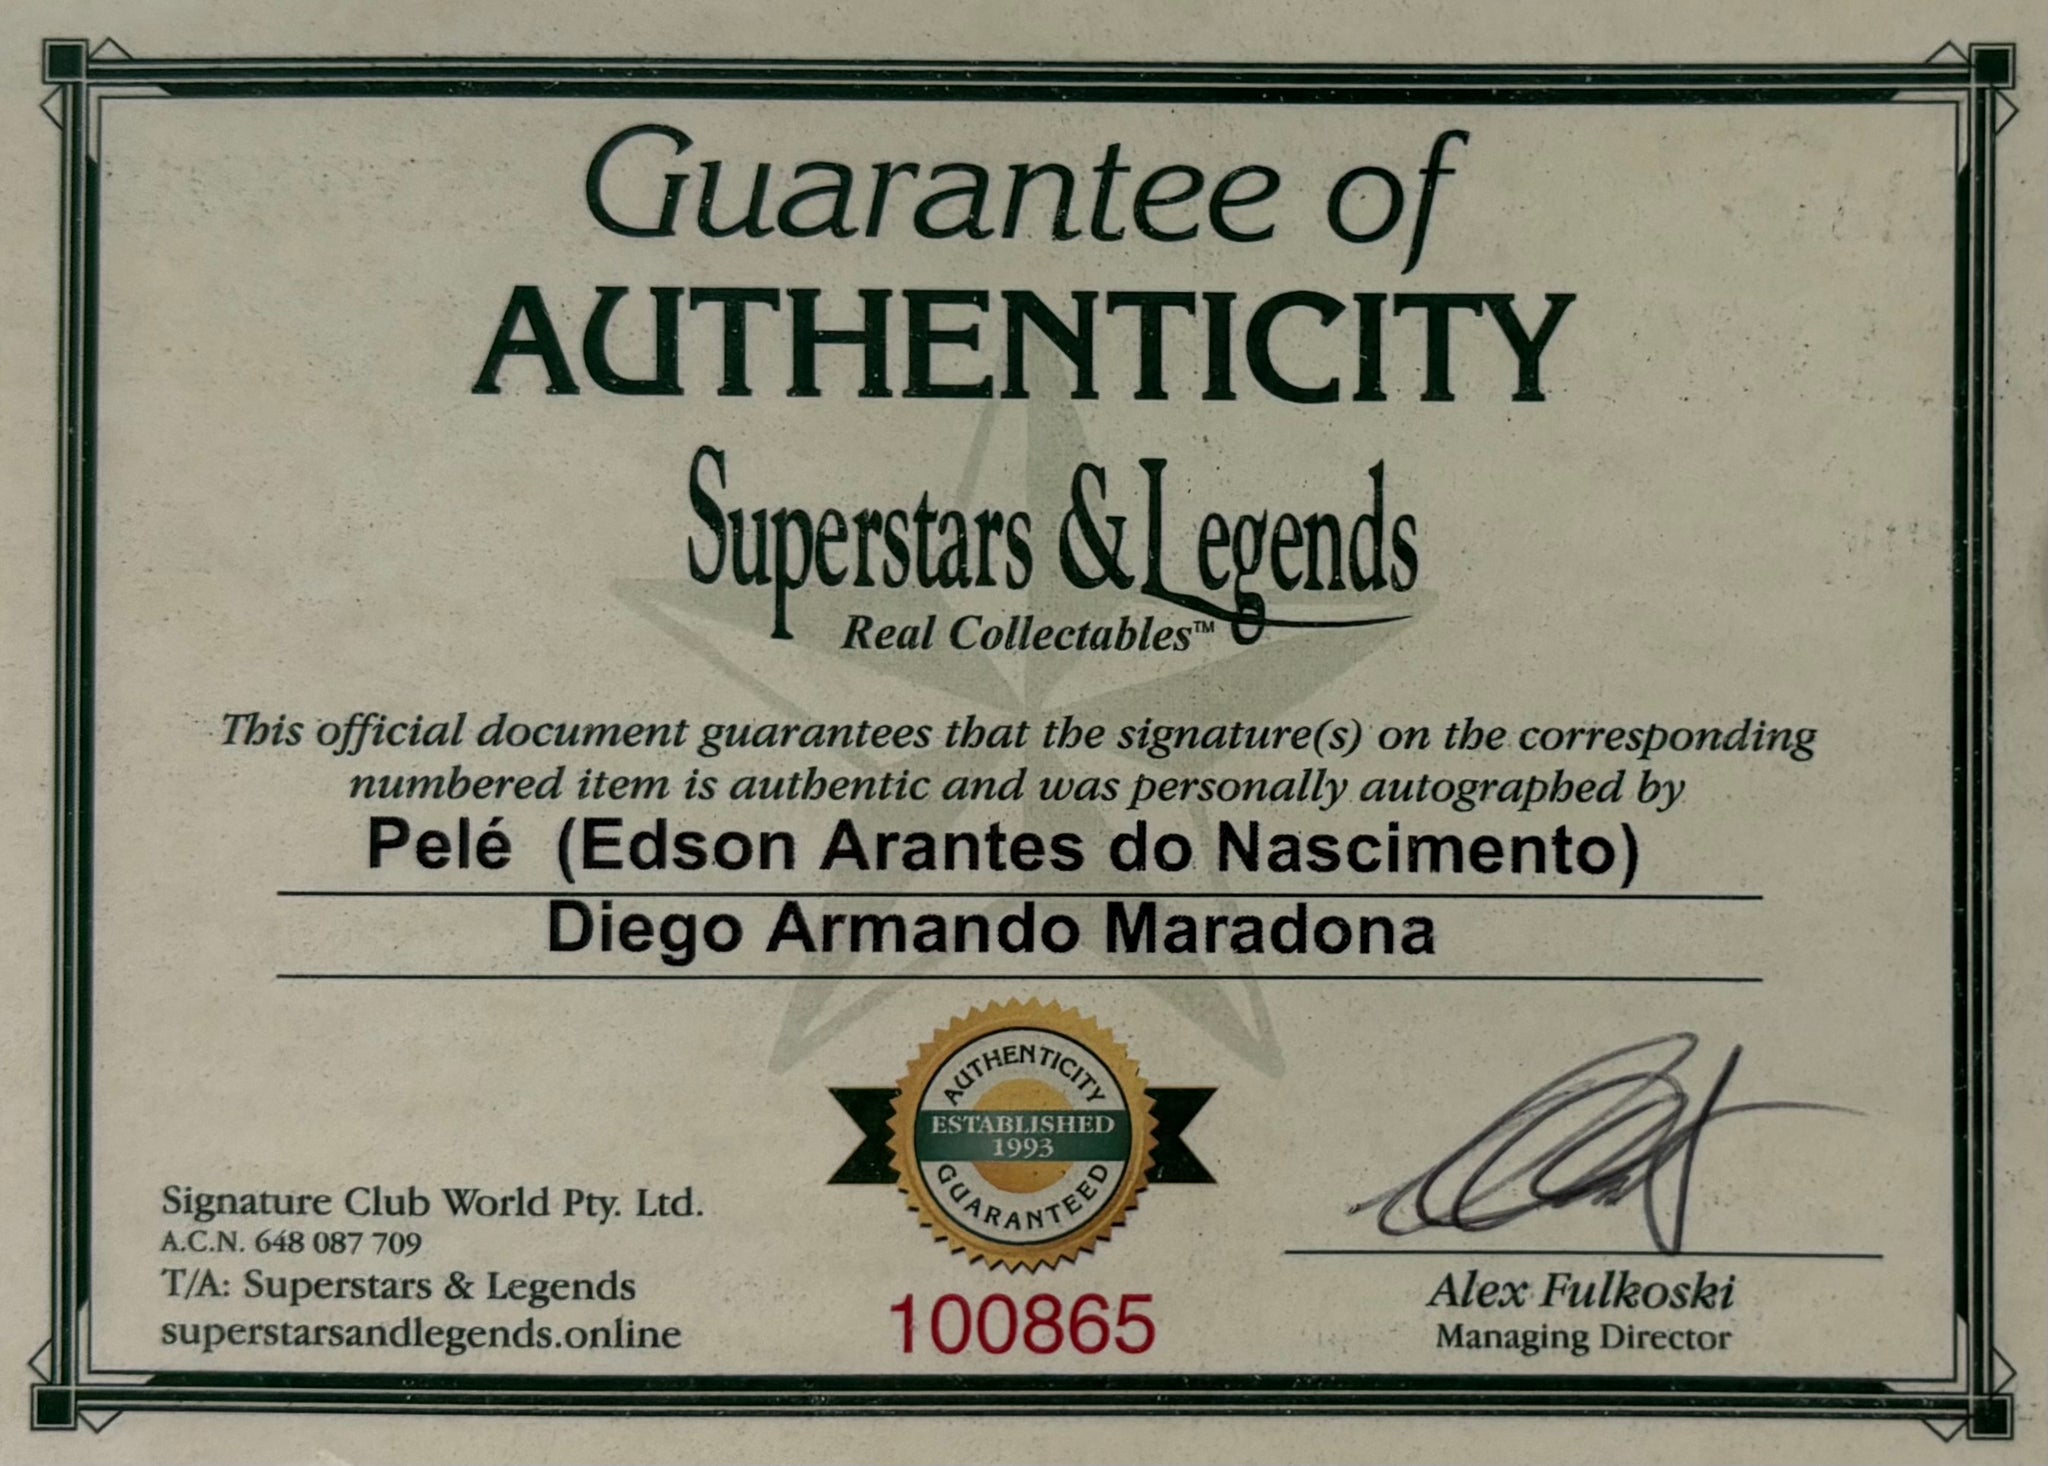 Guarantee of
AUTHENTICITY
Superstars & Legends
Real Collectables™
This official document guarantees that the signature(s) on the corresponding
numbered item is authentic and was personally autographed by
Pelé (Edson Arantes do Nascimento)
Diego Armando Maradona
AUTHENTICITY
ESTABLISHED
1993
GUARANTEED
Signature Club World Pty. Ltd.
A.C.N. 648 087 709
T/A: Superstars & Legends
superstarsandlegends.online
100865
Alex Fulkoski
Managing Director